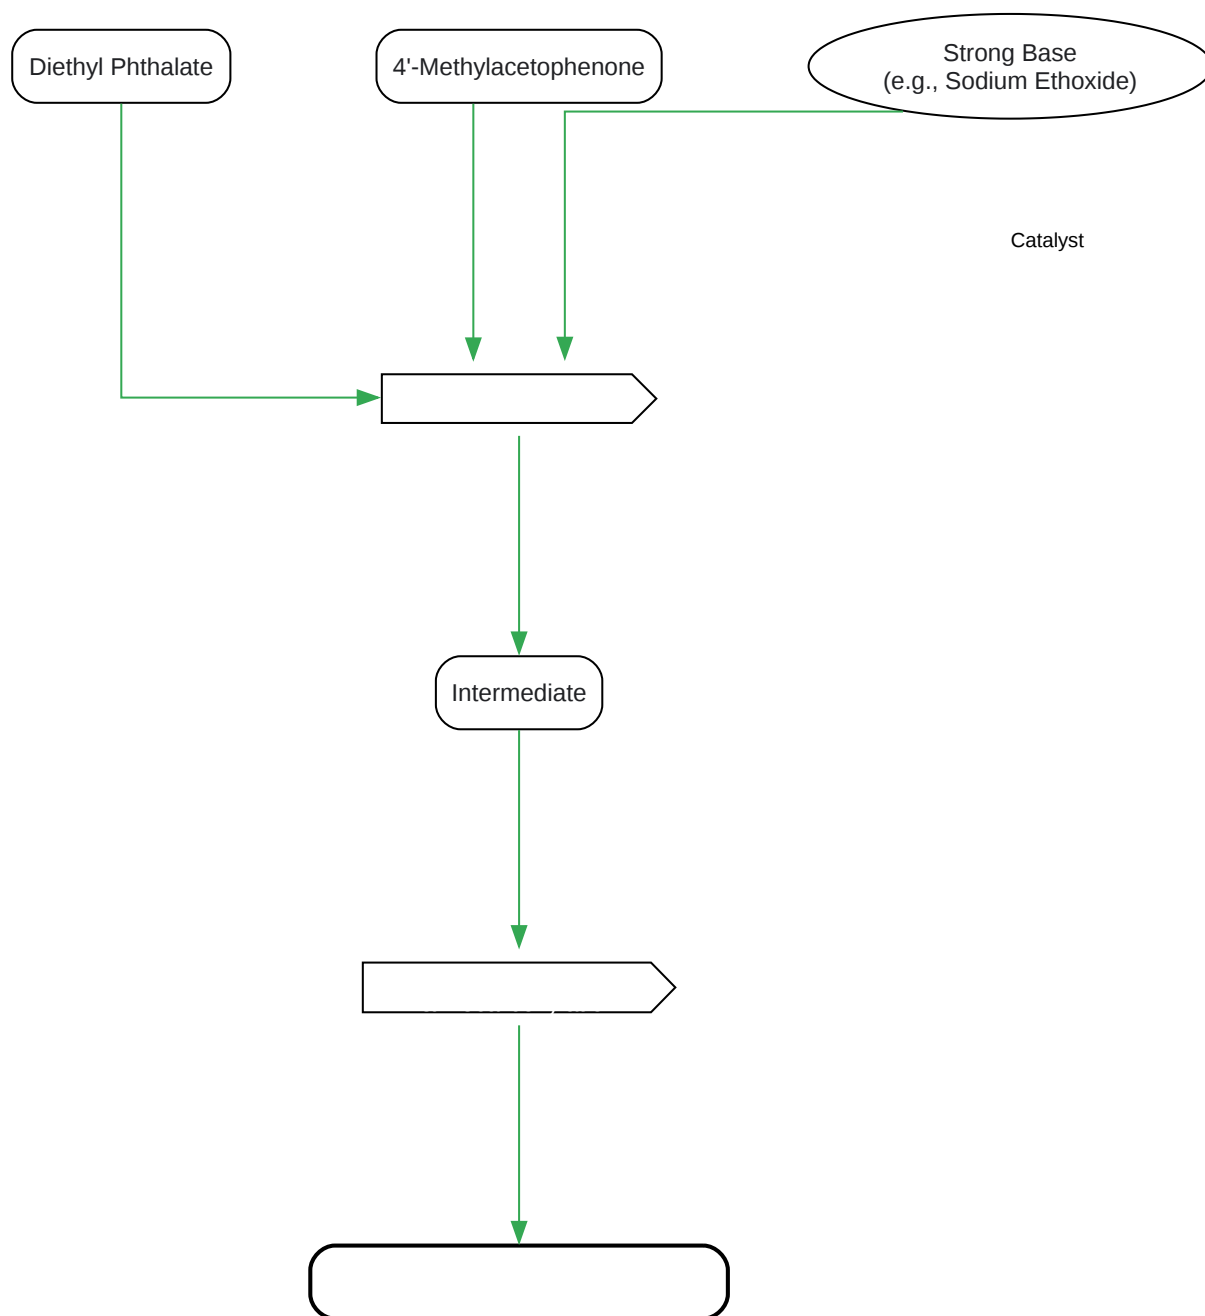 Diethyl Phthalate
4'-Methylacetophenone
Strong Base
(e.g., Sodium Ethoxide)
Catalyst
Intermediate